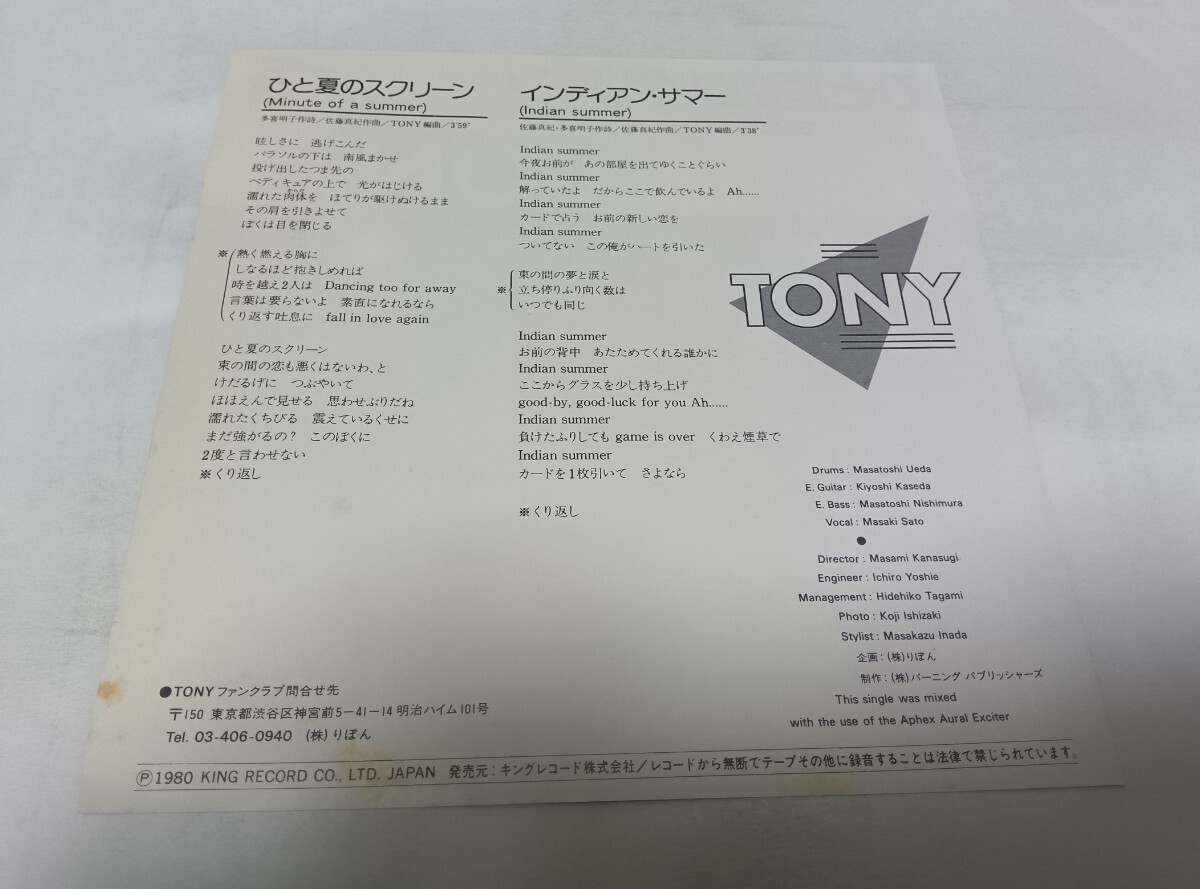 ひと夏のスクリーン
(Minute of a summer)
多喜明子作詩／佐藤真紀作曲／TONY編曲／3'59"
眩しさに　逃げこんだ
パラソルの下は　南風まかせ
投げ出したつま先の
ペディキュアの上で　光がはじける
濡れた肉体を　ほてりが駆けぬけるまま
からだ
その肩を引きよせて
ぼくは目を閉じる
※熱く燃える胸に
しなるほど抱きしめれば
時を越え2人は　Dancing too for away
言葉は要らないよ　素直になれるなら
くり返す吐息に　fall in love again
ひと夏のスクリーン
束の間の恋も悪くはないわ、と
けだるげに　つぶやいて
ほほえんで見せる　思わせぶりだね
濡れたくちびる　震えているくせに
まだ強がるの？　このぼくに
2度と言わせない
※くり返し
インディアン・サマー
(Indian summer)
佐藤真紀・多喜明子作詩／佐藤真紀作曲／TONY編曲／3'38"
Indian summer
今夜お前が　あの部屋を出てゆくことぐらい
Indian summer
解っていたよ　だからここで飲んでいるよ　Ah……
Indian summer
カードで占う　お前の新しい恋を
Indian summer
ついてない　この俺がハートを引いた
束の間の夢と涙と
※立ち停りふり向く数は
いつでも同じ
Indian summer
お前の背中　あたためてくれる誰かに
Indian summer
ここからグラスを少し持ち上げ
good-by, good-luck for you Ah……
Indian summer
負けたふりしても game is over　くわえ煙草で
Indian summer
カードを1枚引いて　さよなら
※くり返し
TONY
Drums : Masatoshi Ueda
E. Guitar : Kiyoshi Kaseda
E. Bass : Masatoshi Nishimura
Vocal : Masaki Sato
●
Director : Masami Kanasugi
Engineer : Ichiro Yoshie
Management : Hidehiko Tagami
Photo : Koji Ishizaki
Stylist : Masakazu Inada
企画：(株)りぼん
制作：(株)バーニング パブリッシャーズ
This single was mixed
with the use of the Aphex Aural Exciter
●TONYファンクラブ問合せ先
〒150 東京都渋谷区神宮前5-41-14 明治ハイム101号
Tel. 03-406-0940　(株)りぼん
Ⓟ1980 KING RECORD CO., LTD. JAPAN　発売元：キングレコード株式会社／レコードから無断でテープその他に録音することは法律で禁じられています。